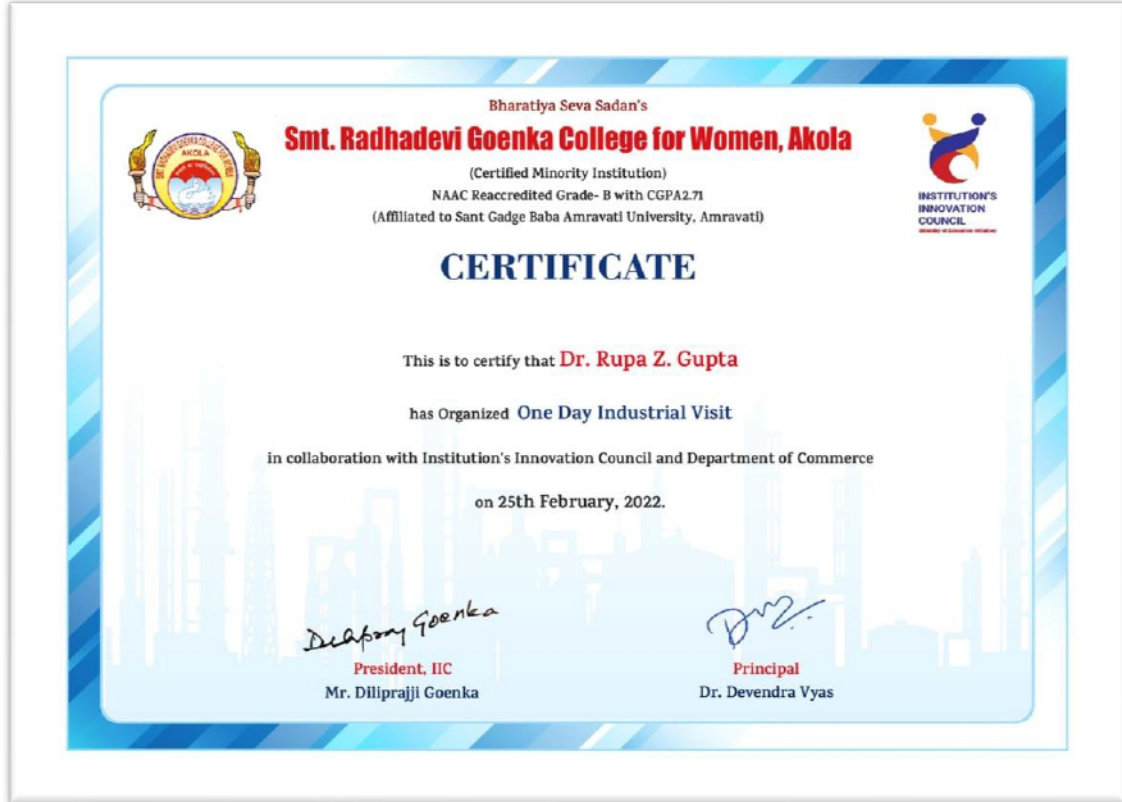 Bharatiya Seva Sadan's
Smt. Radhadevi Goenka College for Women, Akola
(Certified Minority Institution)
NAAC Reaccredited Grade- B with CGPA2.71
(Affiliated to Sant Gadge Baba Amravati University, Amravati)
AKOLA
INSTITUTION'S
INNOVATION
COUNCIL
CERTIFICATE
This is to certify that Dr. Rupa Z. Gupta
has Organized One Day Industrial Visit
in collaboration with Institution's Innovation Council and Department of Commerce
on 25th February, 2022.
Goenka
President, IIC
Mr. Diliprajji Goenka
Principal
Dr. Devendra Vyas